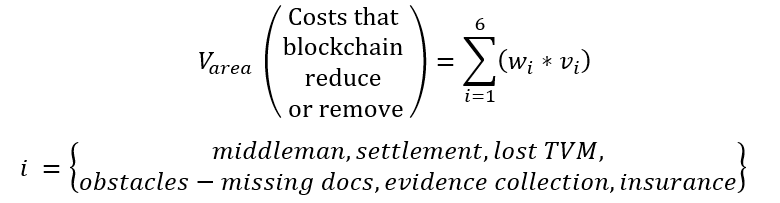 V_area (Costs that blockchain reduce or remove) = ∑_{i=1}^{6} (w_i * v_i)
i = {middleman, settlement, lost TVM,
obstacles − missing docs, evidence collection, insurance}